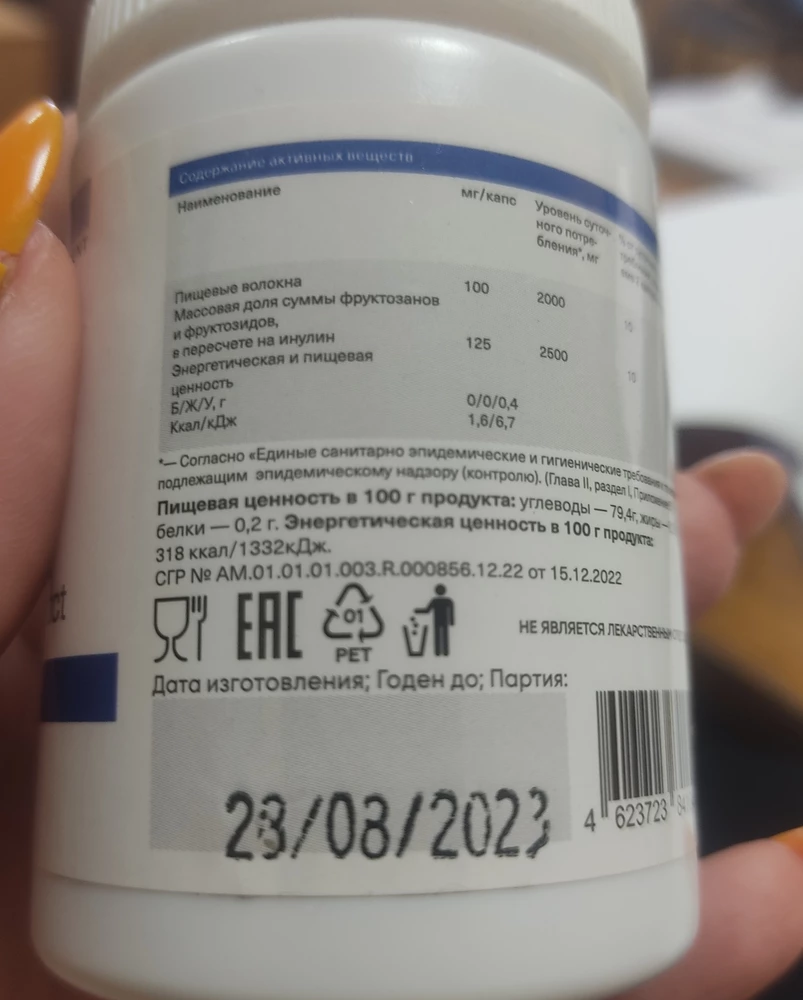 Содержание активных веществ
Наименование
мг/капс
Уровень суточ-
ного потре-
бления*, мг
Пищевые волокна
100
2000
10
Массовая доля суммы фруктозанов
и фруктозидов,
в пересчете на инулин
125
2500
10
Энергетическая и пищевая
ценность
Б/Ж/У, г
0/0/0,4
Ккал/кДж
1,6/6,7
*— Согласно «Единые санитарно эпидемические и гигиенические требования
подлежащим эпидемическому надзору (контролю). (Глава II, раздел I,
Пищевая ценность в 100 г продукта: углеводы — 79,4г, жиры —
белки — 0,2 г. Энергетическая ценность в 100 г продукта:
318 ккал/1332кДж.
СГР № AM.01.01.01.003.R.000856.12.22 от 15.12.2022
ct
EAC
01
PET
НЕ ЯВЛЯЕТСЯ ЛЕКАРСТВЕННЫМ
Дата изготовления; Годен до; Партия:
23/08/2023
4 623723